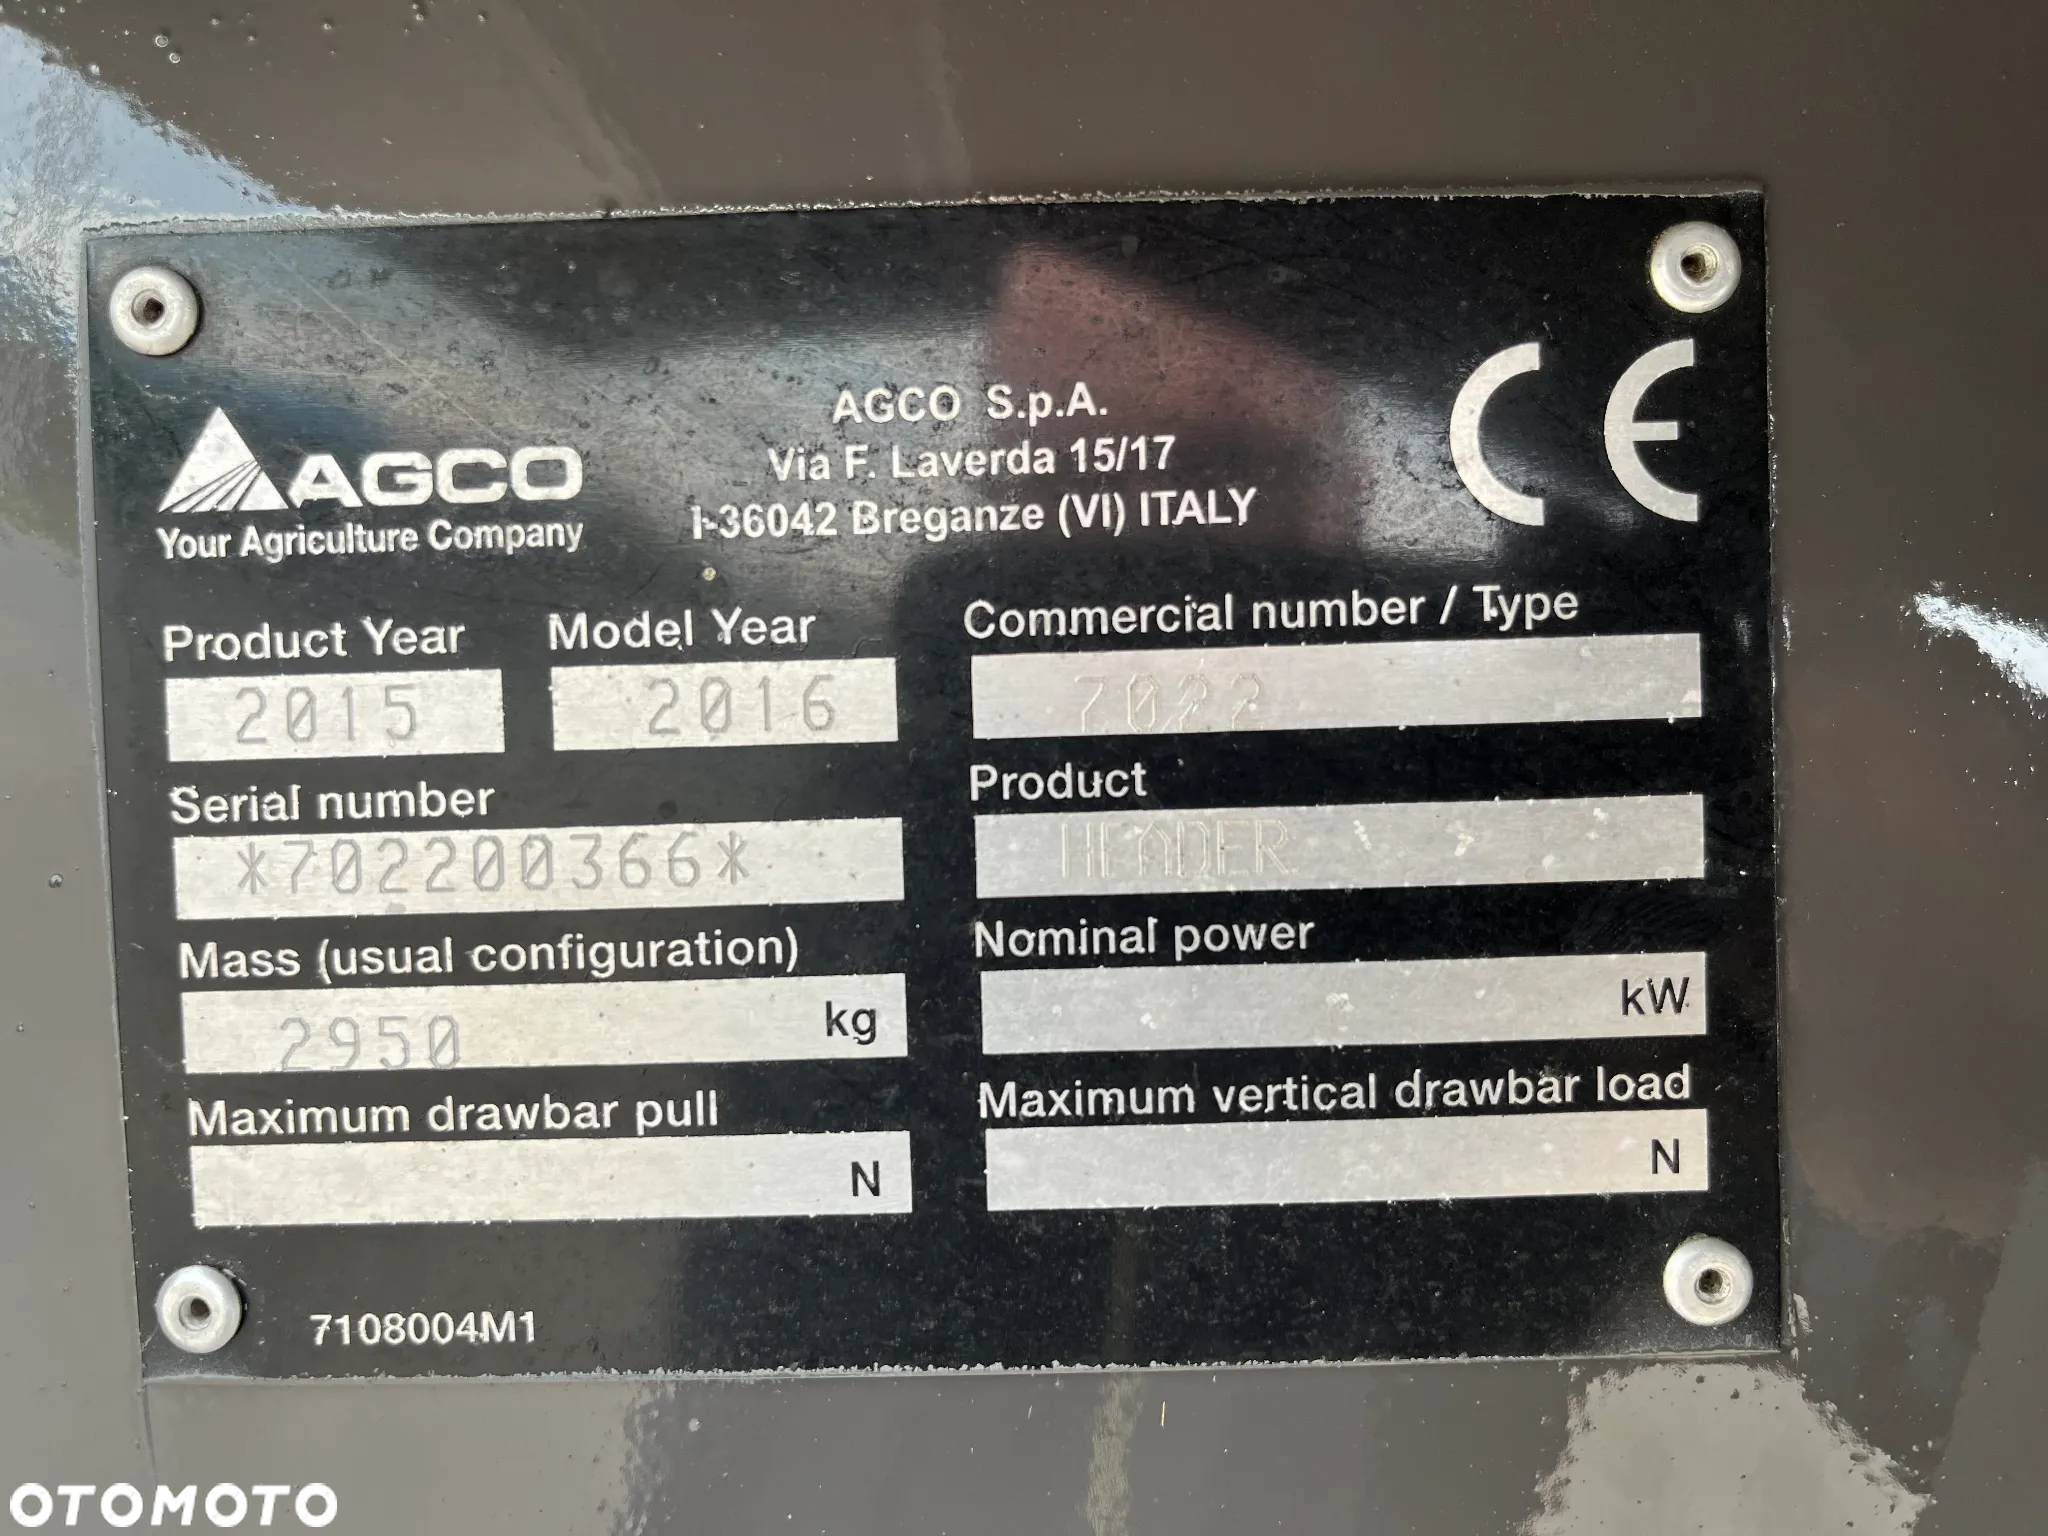 AGCO
Your Agriculture Company
AGCO S.p.A.
Via F. Laverda 15/17
I-36042 Breganze (VI) ITALY
CE
Product Year
2015
Model Year
2016
Commercial number / Type
7022
Serial number
*702200366*
Product
HEADER
Mass (usual configuration)
2950 kg
Nominal power
kW
Maximum drawbar pull
N
Maximum vertical drawbar load
N
7108004M1
OTOMOTO